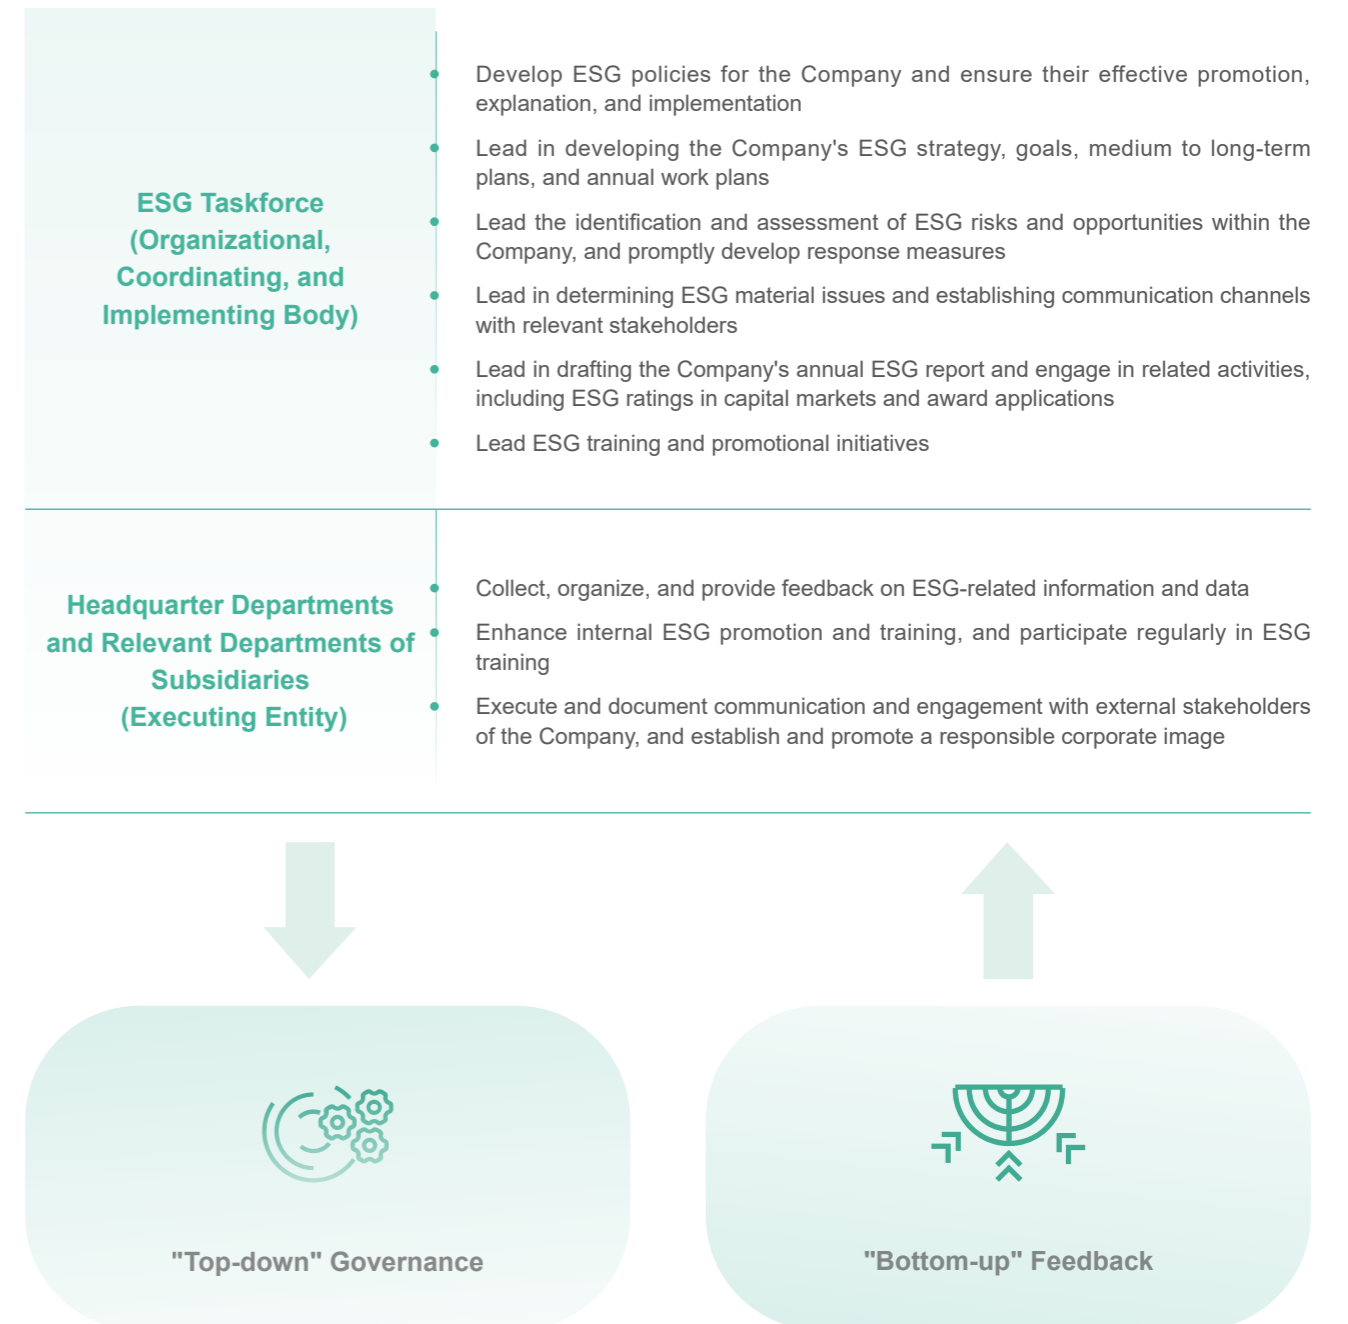 ESG Taskforce
(Organizational,
Coordinating, and
Implementing Body)
Develop ESG policies for the Company and ensure their effective promotion,
explanation, and implementation
Lead in developing the Company's ESG strategy, goals, medium to long-term
plans, and annual work plans
Lead the identification and assessment of ESG risks and opportunities within the
Company, and promptly develop response measures
Lead in determining ESG material issues and establishing communication channels
with relevant stakeholders
Lead in drafting the Company's annual ESG report and engage in related activities,
including ESG ratings in capital markets and award applications
Lead ESG training and promotional initiatives
Headquarter Departments
and Relevant Departments of
Subsidiaries
(Executing Entity)
Collect, organize, and provide feedback on ESG-related information and data
Enhance internal ESG promotion and training, and participate regularly in ESG
training
Execute and document communication and engagement with external stakeholders
of the Company, and establish and promote a responsible corporate image
"Top-down" Governance
"Bottom-up" Feedback